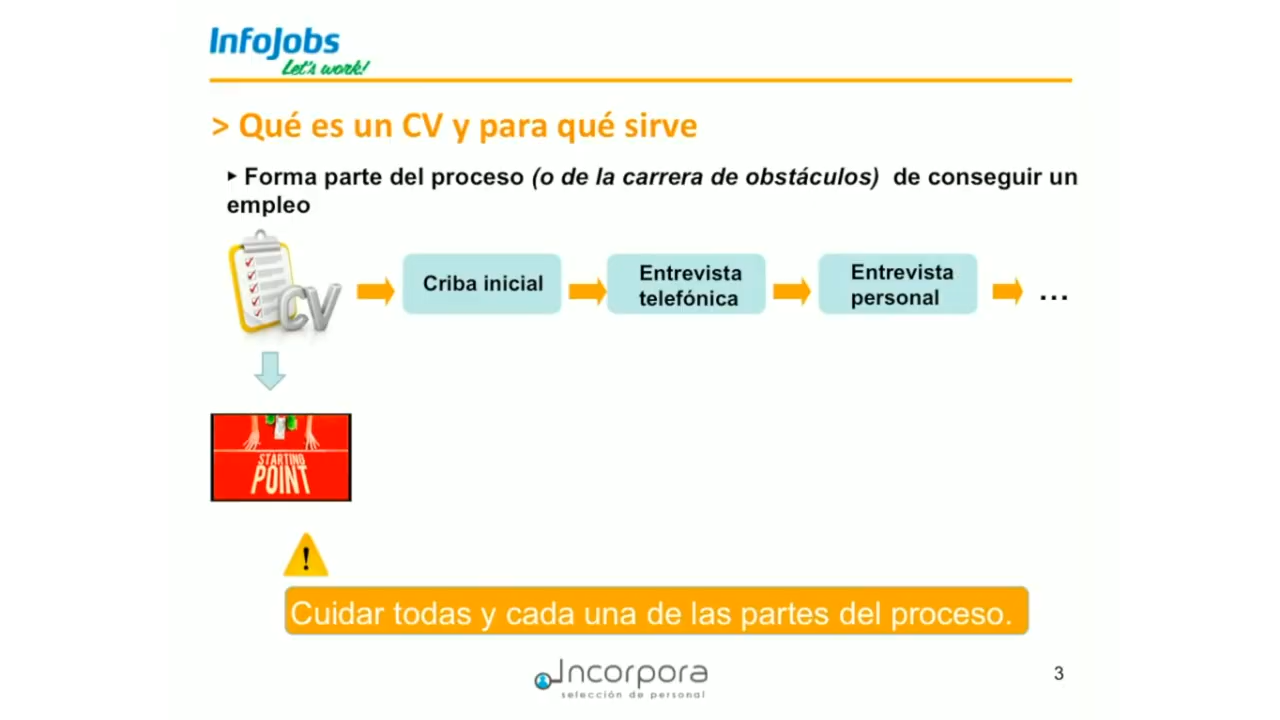 InfoJobs
Let's work!
> Qué es un CV y para qué sirve
‣ Forma parte del proceso (o de la carrera de obstáculos) de conseguir un
empleo
CV
Criba inicial
Entrevista
telefónica
Entrevista
personal
...
STARTING
POINT
!
Cuidar todas y cada una de las partes del proceso.
Incorpora
selección de personal
3